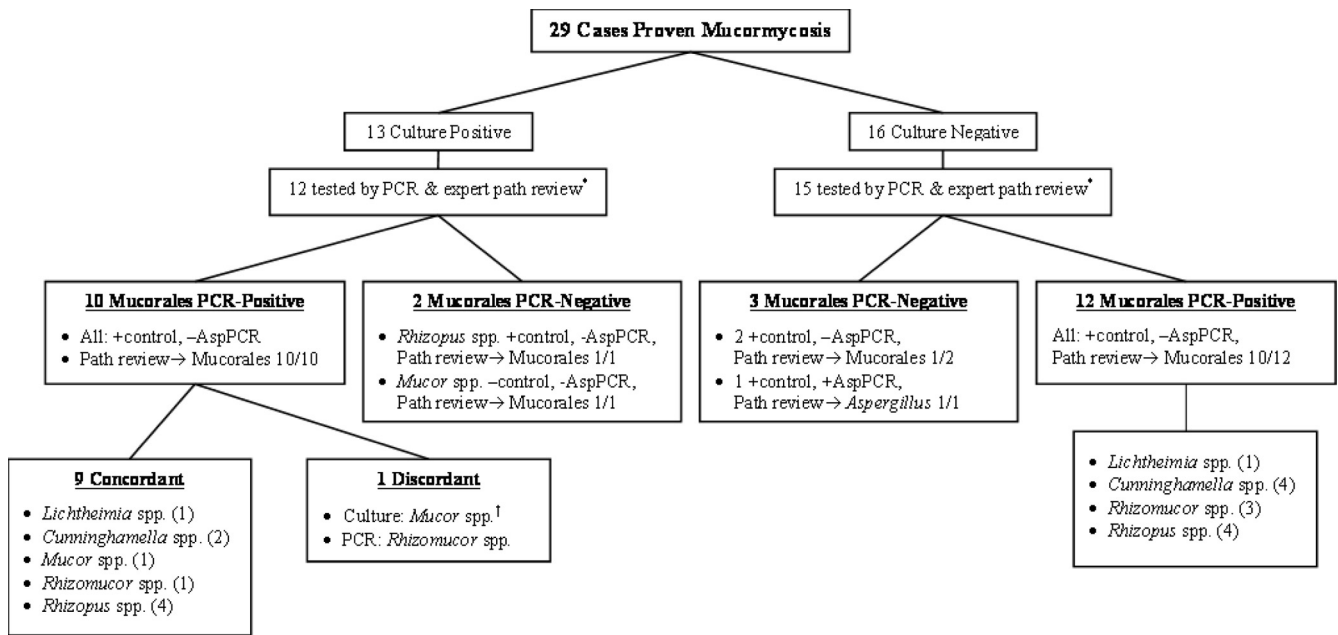 29 Cases Proven Mucormycosis
13 Culture Positive
16 Culture Negative
12 tested by PCR & expert path review♦
15 tested by PCR & expert path review♦
10 Mucorales PCR-Positive
• All: +control, –AspPCR
• Path review→ Mucorales 10/10
2 Mucorales PCR-Negative
• Rhizopus spp. +control, -AspPCR,
Path review→ Mucorales 1/1
• Mucor spp. –control, -AspPCR,
Path review→ Mucorales 1/1
3 Mucorales PCR-Negative
• 2 +control, –AspPCR,
Path review→ Mucorales 1/2
• 1 +control, +AspPCR,
Path review→ Aspergillus 1/1
12 Mucorales PCR-Positive
All: +control, –AspPCR,
Path review→ Mucorales 10/12
9 Concordant
• Lichtheimia spp. (1)
• Cunninghamella spp. (2)
• Mucor spp. (1)
• Rhizomucor spp. (1)
• Rhizopus spp. (4)
1 Discordant
• Culture: Mucor spp.†
• PCR: Rhizomucor spp.
• Lichtheimia spp. (1)
• Cunninghamella spp. (4)
• Rhizomucor spp. (3)
• Rhizopus spp. (4)